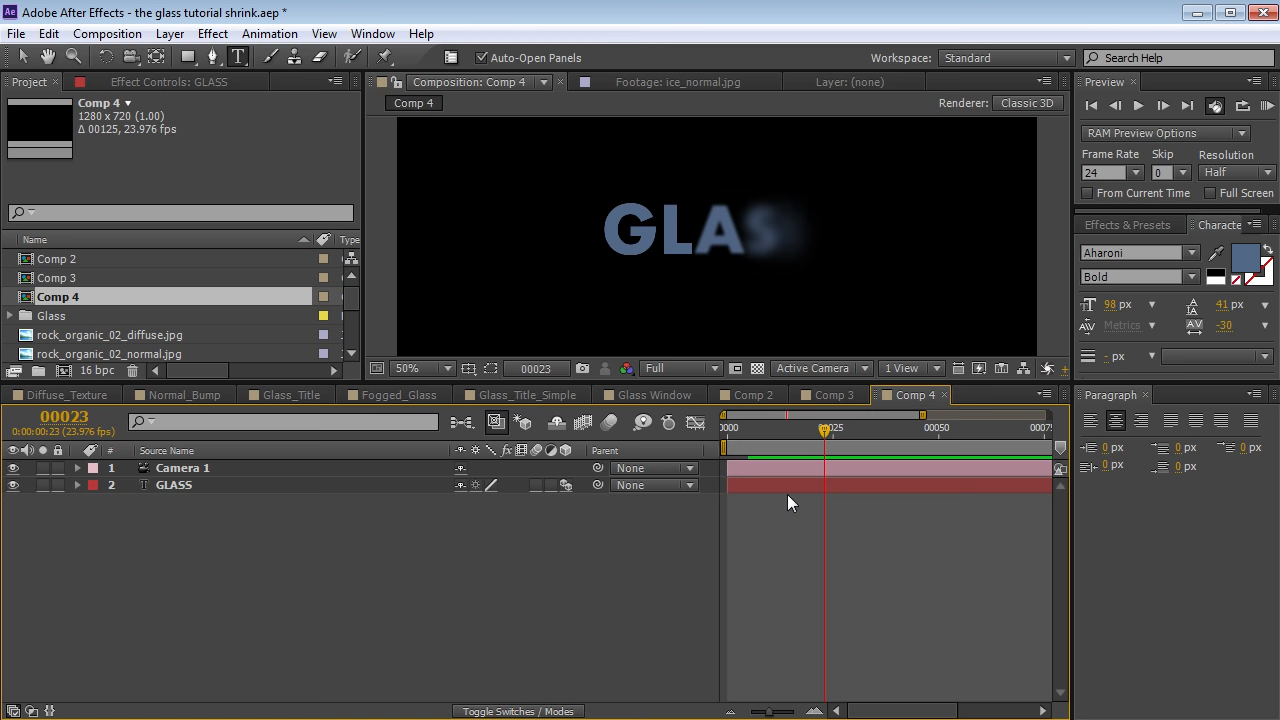 Adobe After Effects - the glass tutorial shrink.aep *
File Edit Composition Layer Effect Animation View Window Help
Auto-Open Panels
Workspace: Standard
Search Help
Project
Effect Controls: GLASS
Composition: Comp 4
Footage: ice_normal.jpg
Layer: (none)
Preview
Comp 4
1280 x 720 (1.00)
Δ 00125, 23.976 fps
Comp 4
Renderer: Classic 3D
RAM Preview Options
Frame Rate Skip Resolution
24 0 Half
From Current Time Full Screen
GLASS
Effects & Presets Characte
Aharoni
Bold
98 px 41 px
Metrics -30
- px
Name Type
Comp 2
Comp 3
Comp 4
Glass
rock_organic_02_diffuse.jpg
rock_organic_02_normal.jpg
16 bpc
50% 00023 Full Active Camera 1 View
Diffuse_Texture Normal_Bump Glass_Title Fogged_Glass Glass_Title_Simple Glass Window Comp 2 Comp 3 Comp 4
Paragraph
00023
0:00:00:23 (23.976 fps)
0000 00025 00050 00075
# Source Name Parent
1 Camera 1 None
2 T GLASS None
0 px 0 px 0 px
0 px 0 px
Toggle Switches / Modes